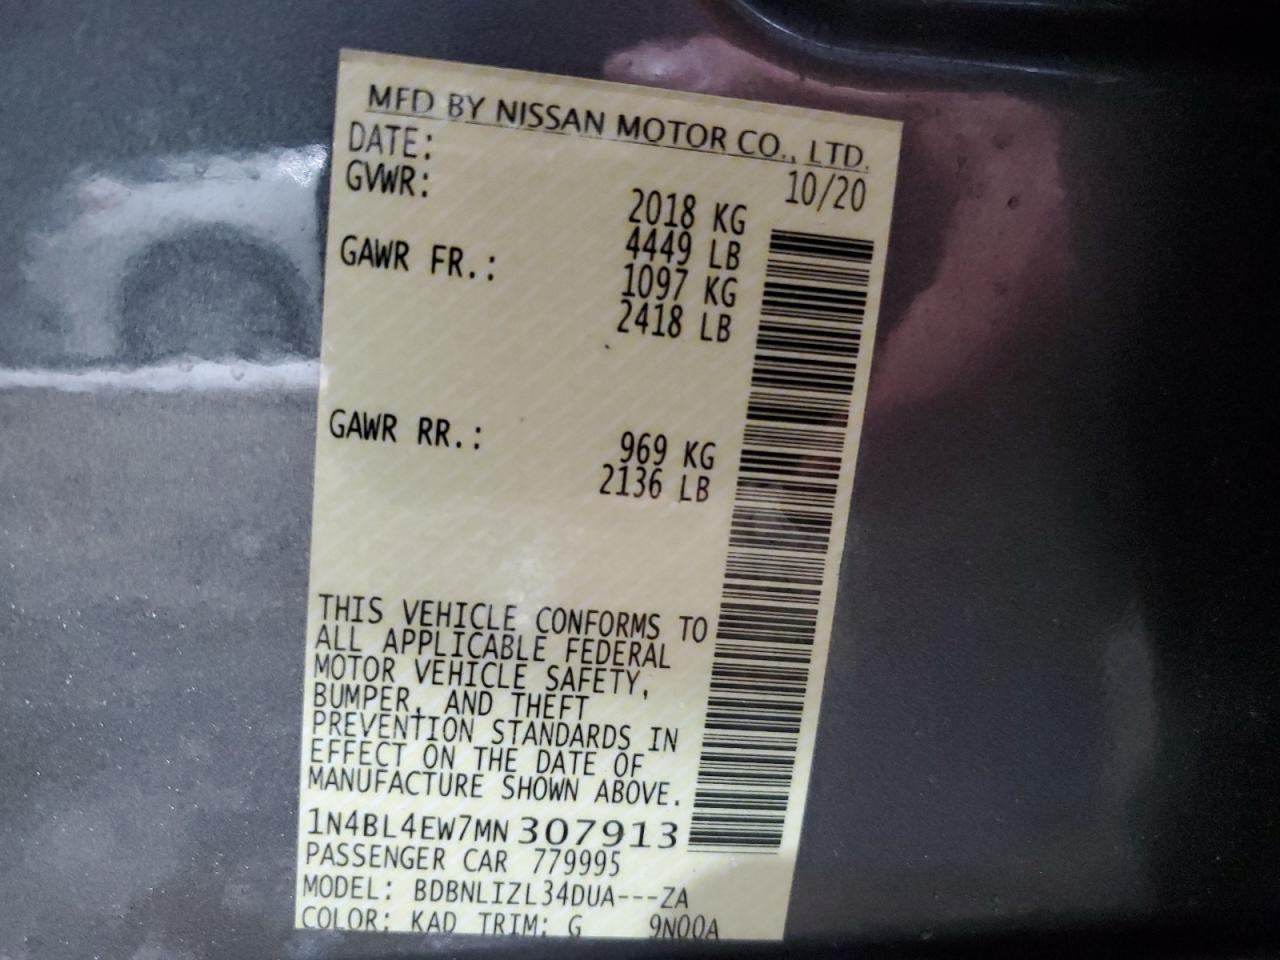 MFD BY NISSAN MOTOR CO., LTD.
DATE: 10/20
GVWR: 2018 KG
4449 LB
GAWR FR.: 1097 KG
2418 LB
GAWR RR.: 969 KG
2136 LB
THIS VEHICLE CONFORMS TO
ALL APPLICABLE FEDERAL
MOTOR VEHICLE SAFETY,
BUMPER, AND THEFT
PREVENTION STANDARDS IN
EFFECT ON THE DATE OF
MANUFACTURE SHOWN ABOVE.
1N4BL4EW7MN307913
PASSENGER CAR 779995
MODEL: BDBNLIZL34DUA---ZA
COLOR: KAD TRIM: G 9N00A